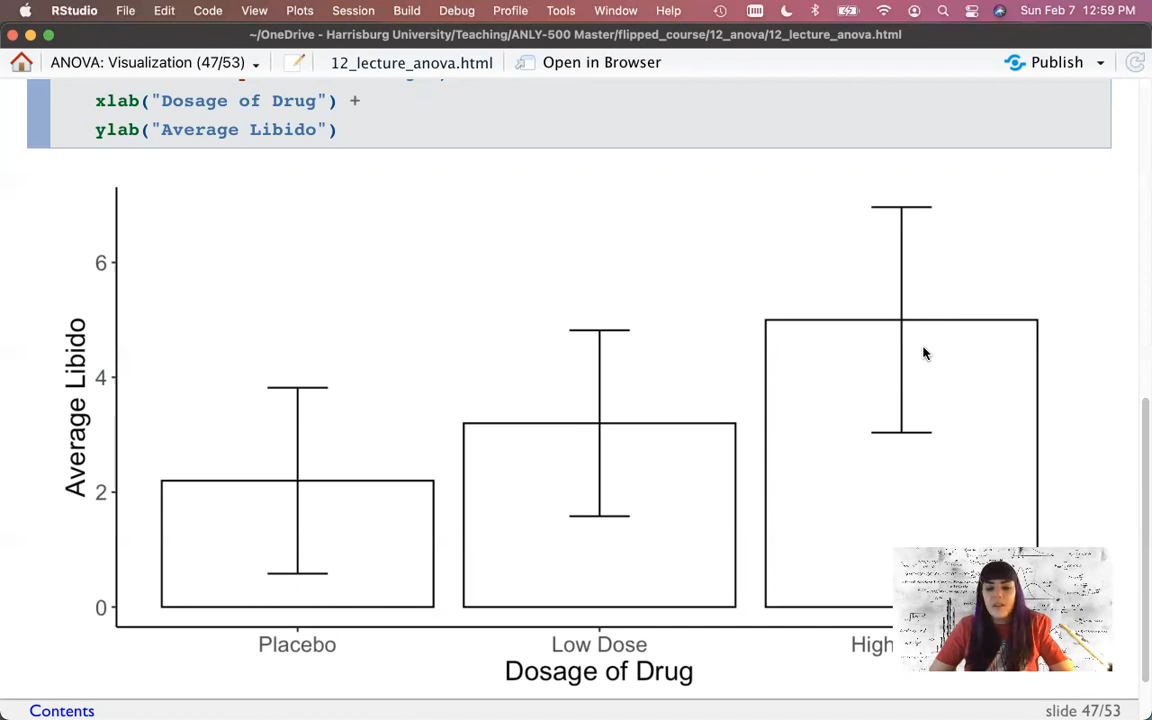 RStudio File Edit Code View Plots Session Build Debug Profile Tools Window Help Sun Feb 7 12:59 PM
~/OneDrive - Harrisburg University/Teaching/ANLY-500 Master/flipped_course/12_anova/12_lecture_anova.html
ANOVA: Visualization (47/53) 12_lecture_anova.html Open in Browser Publish
xlab("Dosage of Drug") +
ylab("Average Libido")
6
4
2
0
Average Libido
Placebo Low Dose High
Dosage of Drug
Contents slide 47/53